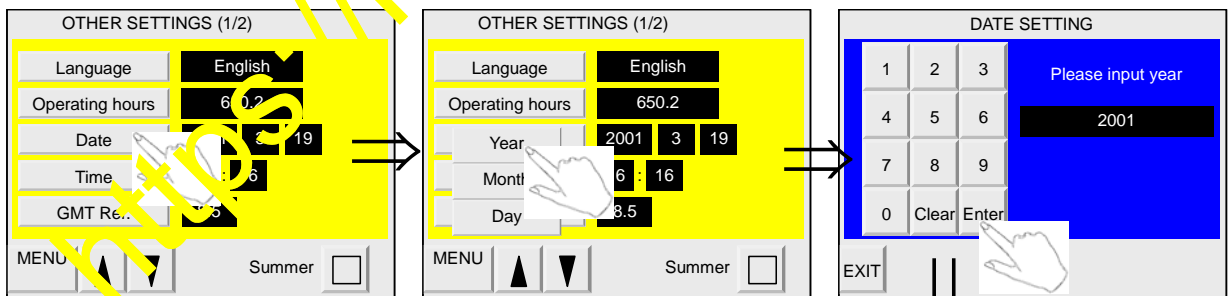 OTHER SETTINGS (1/2)
Language English
Operating hours
Date 19
Time
GMT
MENU Summer
OTHER SETTINGS (1/2)
Language English
Operating hours 650.2
Year 2001 3 19
Month 6 : 16
Day 8.5
MENU Summer
DATE SETTING
1 2 3 Please input year
4 5 6 2001
7 8 9
0 Clear Enter
EXIT
https://